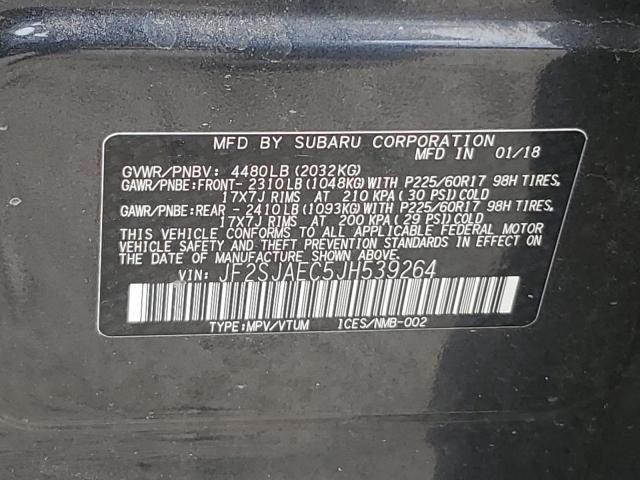 MFD BY SUBARU CORPORATION
MFD IN 01/18
GVWR/PNBV: 4480LB (2032KG)
GAWR/PNBE:FRONT- 2310LB (1048KG) WITH P225/60R17 98H TIRES,
17X7J RIMS AT 210 KPA (30 PSI) COLD
GAWR/PNBE:REAR - 2410LB (1093KG) WITH P225/60R17 98H TIRES,
17X7J RIMS AT 200 KPA (29 PSI) COLD
THIS VEHICLE CONFORMS TO ALL APPLICABLE FEDERAL MOTOR
VEHICLE SAFETY AND THEFT PREVENTION STANDARDS IN EFFECT ON
THE DATE OF MANUFACTURE SHOWN ABOVE.
VIN: JF2SJAEC5JH539264
TYPE:MPV/VTUM ICES/NMB-002